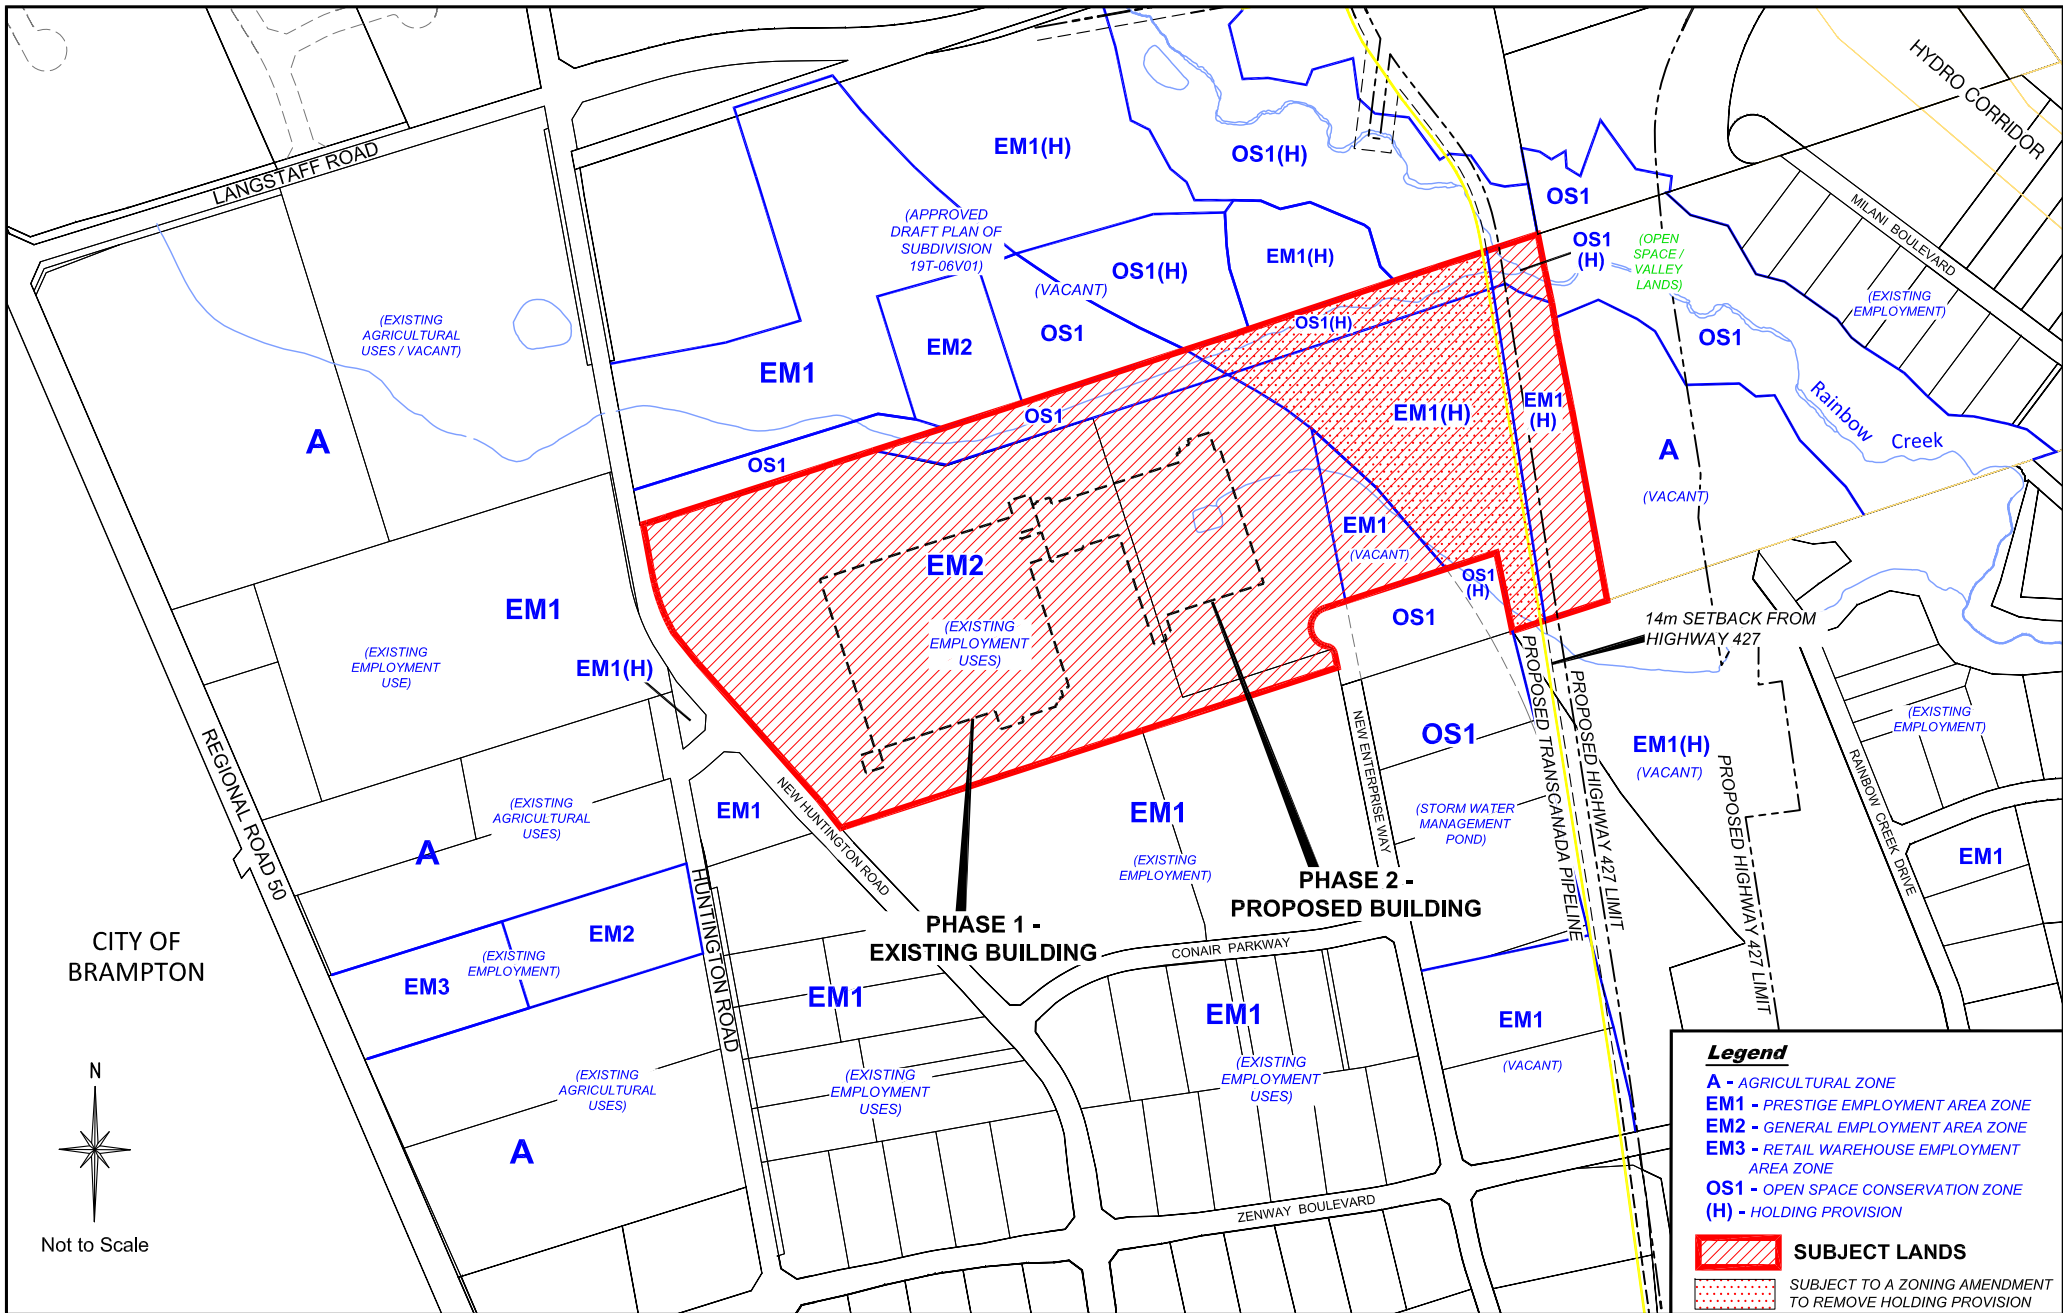 LANGSTAFF ROAD
HYDRO CORRIDOR
MILANI BOULEVARD
EM1(H)
OS1(H)
OS1
(APPROVED
DRAFT PLAN OF
SUBDIVISION
19T-06V01)
(VACANT)
OS1(H)
EM1(H)
OS1
(H)
(OPEN
SPACE /
VALLEY
LANDS)
(EXISTING
EMPLOYMENT)
(EXISTING
AGRICULTURAL
USES / VACANT)
EM1
EM2
OS1
OS1(H)
OS1
Rainbow
Creek
A
OS1
OS1
EM1(H)
EM1
(H)
A
(VACANT)
EM2
EM1
(VACANT)
OS1
(H)
OS1
14m SETBACK FROM
HIGHWAY 427
EM1
(EXISTING
EMPLOYMENT
USE)
EM1(H)
(EXISTING
EMPLOYMENT
USES)
REGIONAL ROAD 50
(EXISTING
AGRICULTURAL
USES)
A
EM1
NEW HUNTINGTON ROAD
EM1
(EXISTING
EMPLOYMENT)
NEW ENTERPRISE WAY
OS1
(STORM WATER
MANAGEMENT
POND)
PROPOSED TRANSCANADA PIPELINE
PROPOSED HIGHWAY 427 LIMIT
EM1(H)
(VACANT)
PROPOSED HIGHWAY 427 LIMIT
(EXISTING
EMPLOYMENT)
RAINBOW CREEK DRIVE
EM1
HUNTINGTON ROAD
PHASE 1 -
EXISTING BUILDING
PHASE 2 -
PROPOSED BUILDING
CONAIR PARKWAY
CITY OF
BRAMPTON
EM3
(EXISTING
EMPLOYMENT)
EM2
EM1
(EXISTING
EMPLOYMENT
USES)
EM1
(EXISTING
EMPLOYMENT
USES)
EM1
(VACANT)
(EXISTING
AGRICULTURAL
USES)
A
ZENWAY BOULEVARD
N
Not to Scale
Legend
A - AGRICULTURAL ZONE
EM1 - PRESTIGE EMPLOYMENT AREA ZONE
EM2 - GENERAL EMPLOYMENT AREA ZONE
EM3 - RETAIL WAREHOUSE EMPLOYMENT
AREA ZONE
OS1 - OPEN SPACE CONSERVATION ZONE
(H) - HOLDING PROVISION
SUBJECT LANDS
SUBJECT TO A ZONING AMENDMENT
TO REMOVE HOLDING PROVISION